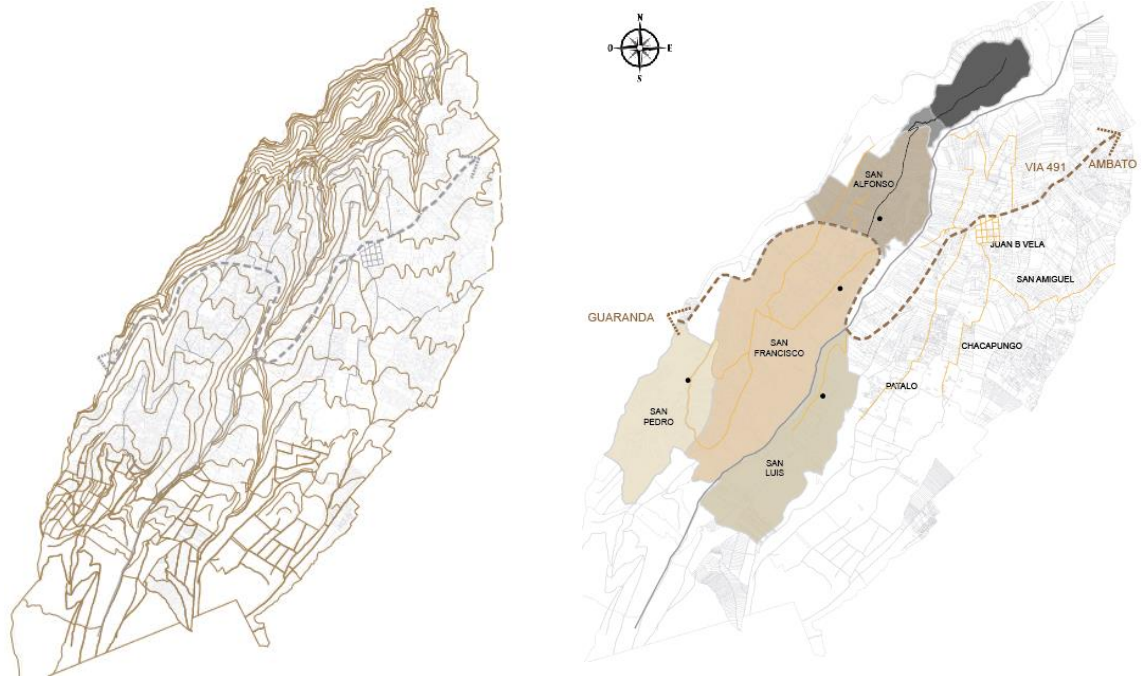 N
O
E
S
SAN
ALFONSO
VIA 491
AMBATO
JUAN B VELA
SAN AMIGUEL
GUARANDA
SAN
FRANCISCO
CHACAPUNGO
PATALO
SAN
PEDRO
SAN
LUIS